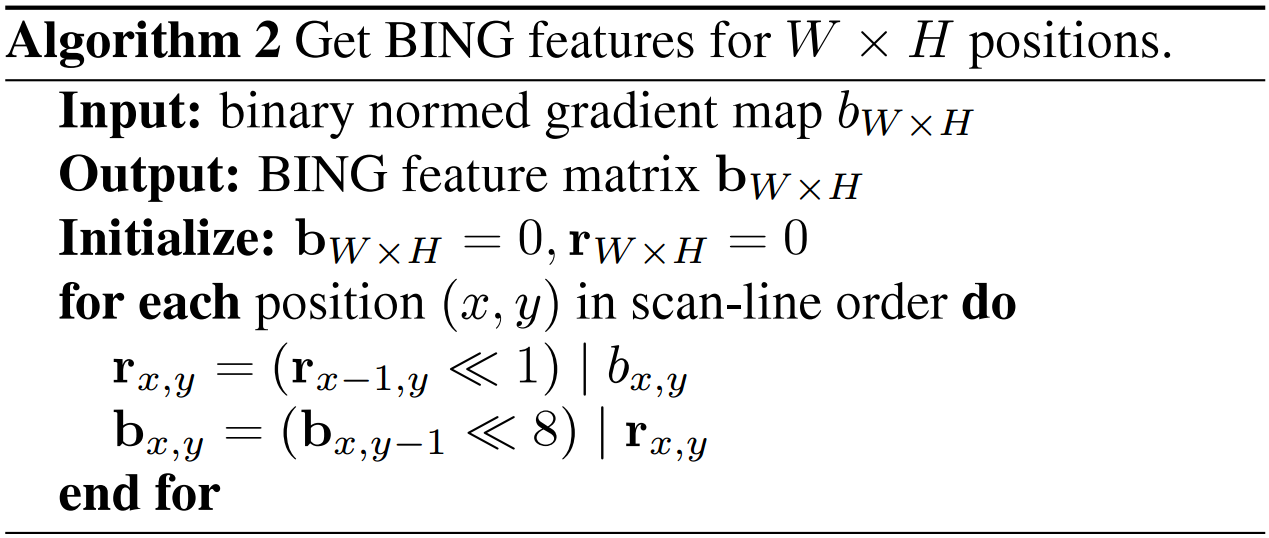 Algorithm 2 Get BING features for W × H positions.
Input: binary normed gradient map b_{W×H}
Output: BING feature matrix 𝐛_{W×H}
Initialize: 𝐛_{W×H} = 0, 𝐫_{W×H} = 0
for each position (x, y) in scan-line order do
𝐫_{x,y} = (𝐫_{x−1,y} ≪ 1) | b_{x,y}
𝐛_{x,y} = (𝐛_{x,y−1} ≪ 8) | 𝐫_{x,y}
end for